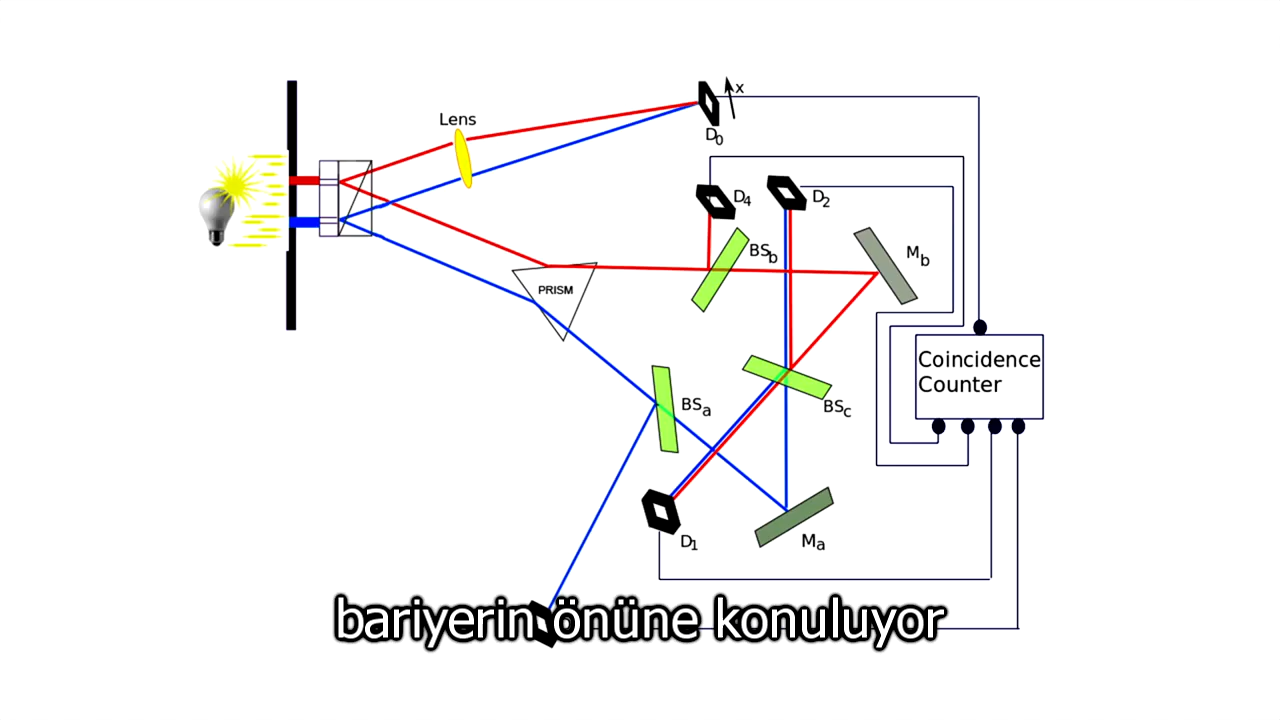 Lens
x
D0
D4
D2
BSb
Mb
PRISM
Coincidence
Counter
BSa
BSc
D1
Ma
bariyerin önüne konuluyor